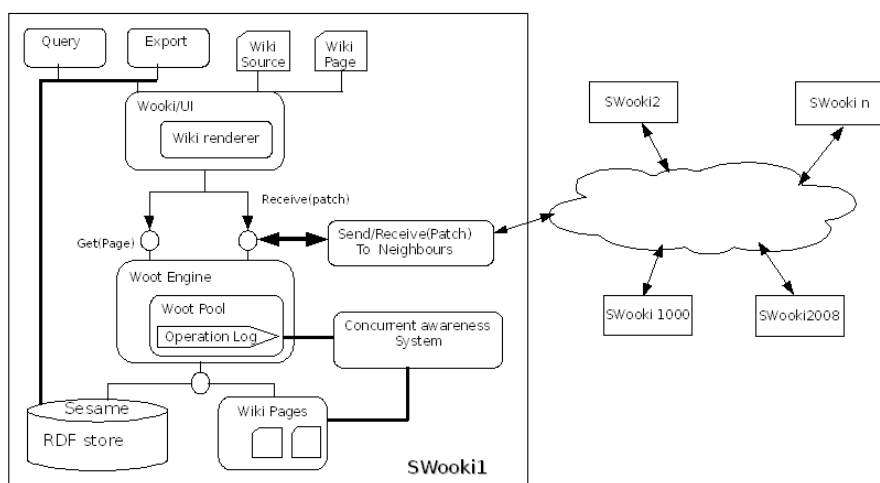 Query
Export
Wiki
Source
Wiki
Page
Wooki/UI
Wiki renderer
Get(Page)
Receive(patch)
Send/Receive(Patch)
To Neighbours
Woot Engine
Woot Pool
Operation Log
Concurrent awareness
System
Sesame
RDF store
Wiki Pages
SWooki1
SWooki2
SWooki n
SWooki 1000
SWooki2008